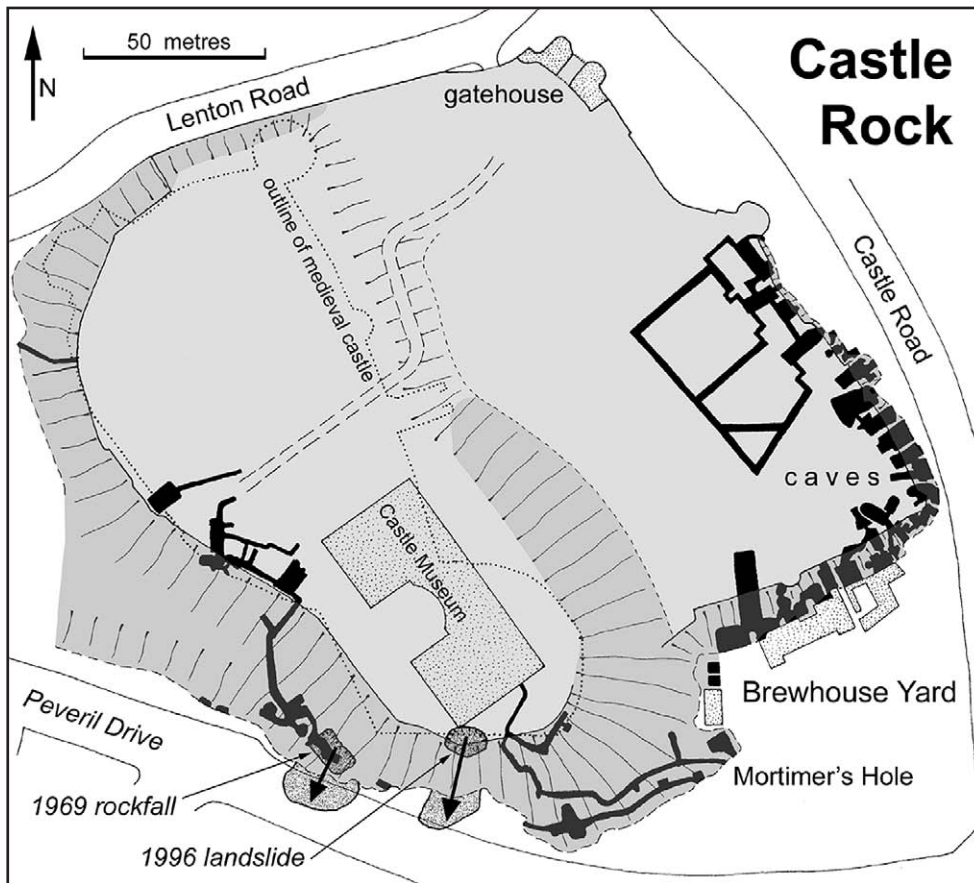 50 metres
N
Lenton Road
gatehouse
Castle
Rock
outline of medieval castle
Castle Road
caves
Castle Museum
Brewhouse Yard
Peveril Drive
Mortimer's Hole
1969 rockfall
1996 landslide